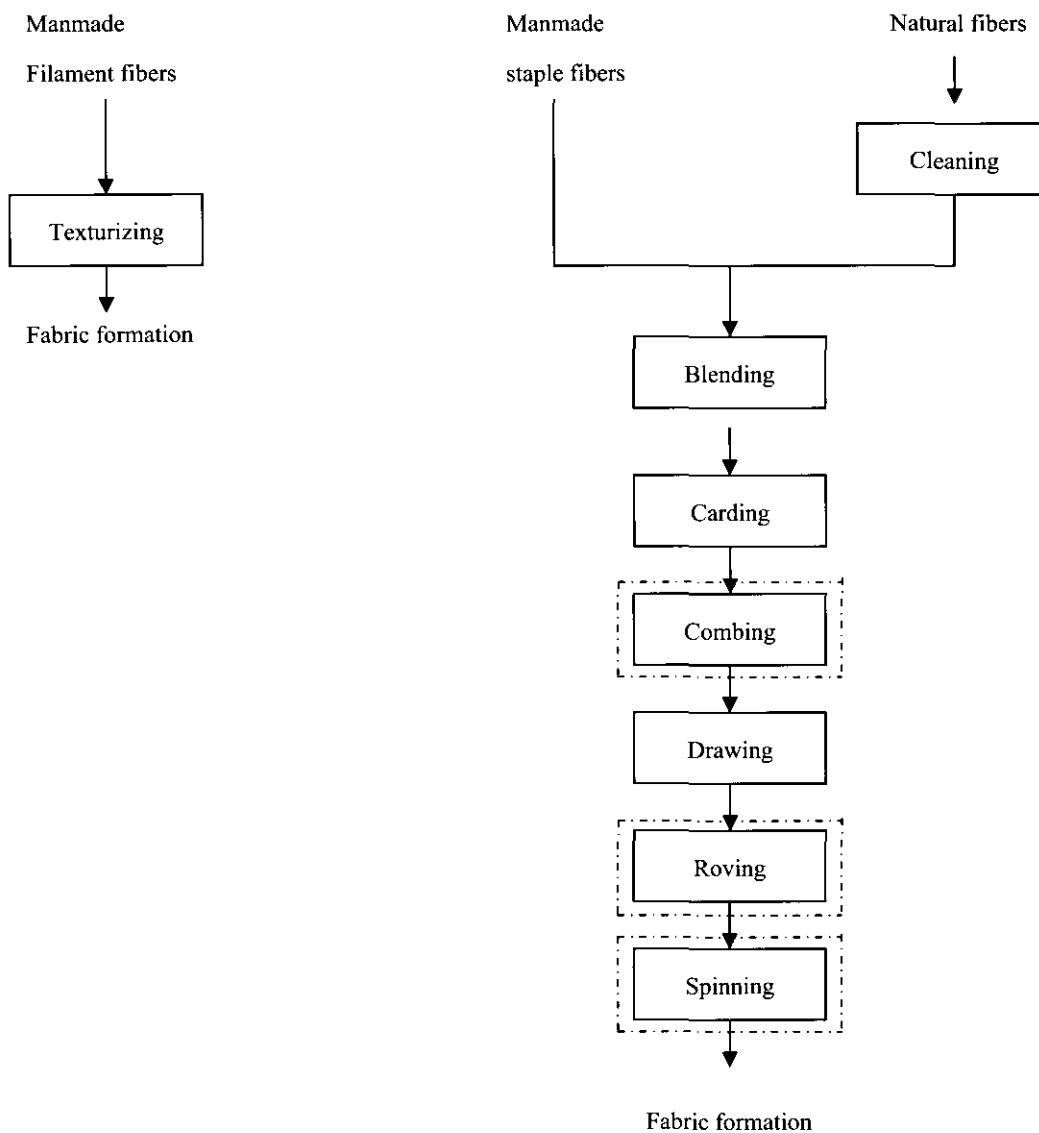 Manmade
Filament fibers
Texturizing
Fabric formation
Manmade
staple fibers
Natural fibers
Cleaning
Blending
Carding
Combing
Drawing
Roving
Spinning
Fabric formation